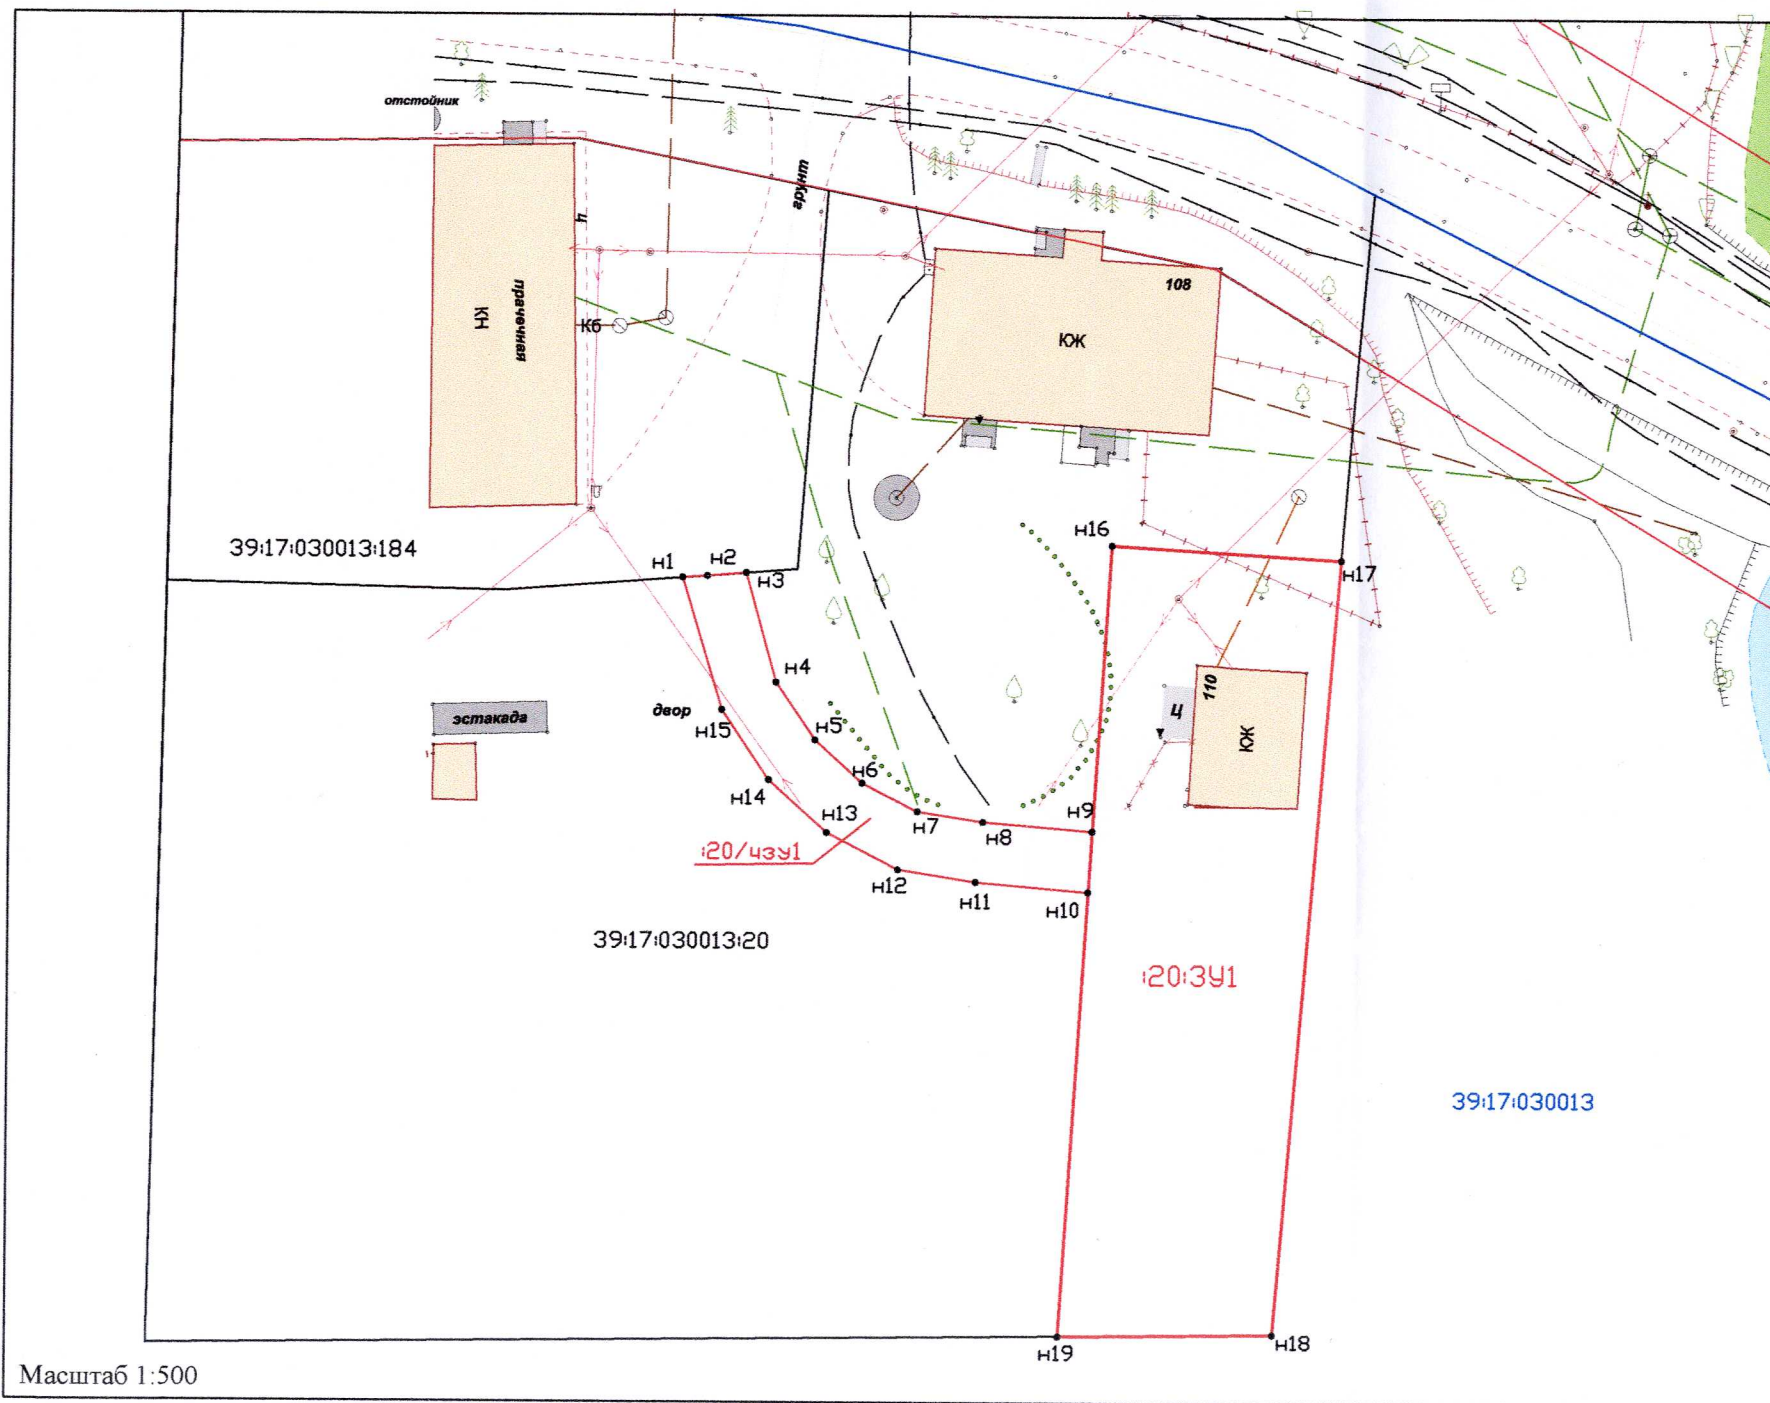 отстойник
грунт
ц
108
КН
прачечная
К6
КЖ
39:17:030013:184
н16
н1
н2
н3
н17
н4
110
эстакада
двор
н15
н5
Ц
КЖ
н6
н14
н13
н7
н8
н9
:20/чзу1
н12
н11
н10
39:17:030013:20
:20:ЗУ1
39:17:030013
н19
н18
Масштаб 1:500